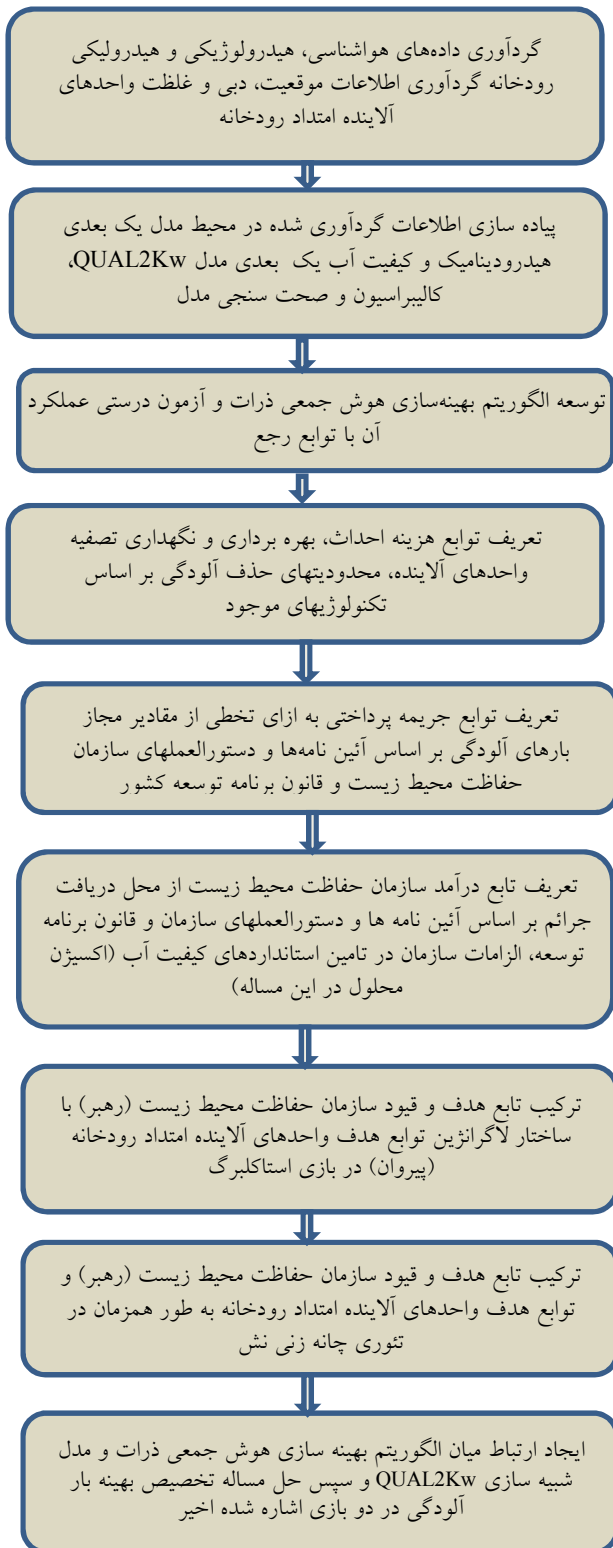 گردآوری داده‌های هواشناسی، هیدرولوژیکی و هیدرولیکی
رودخانه گردآوری اطلاعات موقعیت، دبی و غلظت واحدهای
آلاینده امتداد رودخانه
پیاده سازی اطلاعات گردآوری شده در محیط مدل یک بعدی
هیدرودینامیک و کیفیت آب یک بعدی مدل QUAL2Kw،
کالیبراسیون و صحت سنجی مدل
توسعه الگوریتم بهینه‌سازی هوش جمعی ذرات و آزمون درستی عملکرد
آن با توابع رجع
تعریف توابع هزینه احداث، بهره برداری و نگهداری تصفیه
واحدهای آلاینده، محدودیتهای حذف آلودگی بر اساس
تکنولوژیهای موجود
تعریف توابع جریمه پرداختی به ازای تخطی از مقادیر مجاز
بارهای آلودگی بر اساس آئین نامه‌ها و دستورالعملهای سازمان
حفاظت محیط زیست و قانون برنامه توسعه کشور
تعریف تابع درآمد سازمان حفاظت محیط زیست از محل دریافت
جرائم بر اساس آئین نامه ها و دستورالعملهای سازمان و قانون برنامه
توسعه، الزامات سازمان در تامین استانداردهای کیفیت آب (اکسیژن
محلول در این مساله)
ترکیب تابع هدف و قیود سازمان حفاظت محیط زیست (رهبر) با
ساختار لاگرانژین توابع هدف واحدهای آلاینده امتداد رودخانه
(پیروان) در بازی استاکلبرگ
ترکیب تابع هدف و قیود سازمان حفاظت محیط زیست (رهبر) و
توابع هدف واحدهای آلاینده امتداد رودخانه به طور همزمان در
تئوری چانه زنی نش
ایجاد ارتباط میان الگوریتم بهینه سازی هوش جمعی ذرات و مدل
شبیه سازی QUAL2Kw و سپس حل مساله تخصیص بهینه بار
آلودگی در دو بازی اشاره شده اخیر